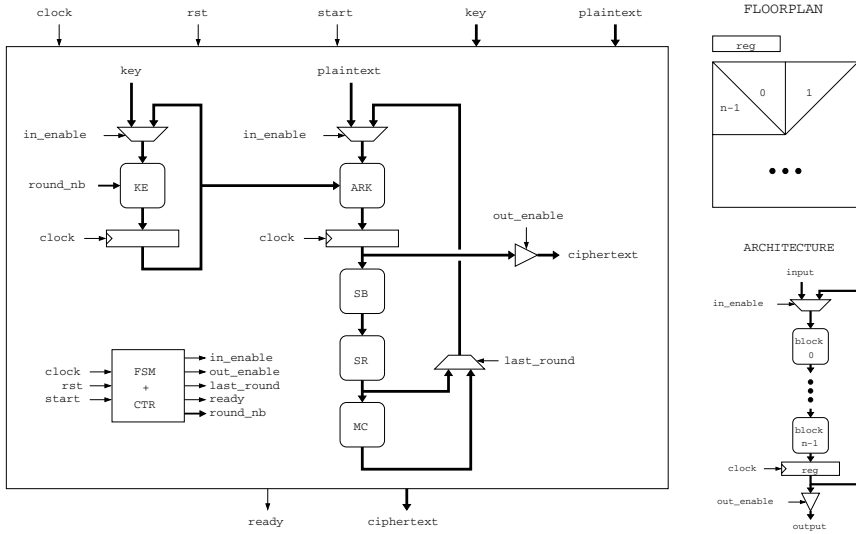 clock rst start key plaintext
key plaintext
in_enable in_enable
round_nb KE ARK
out_enable
clock clock
ciphertext
SB
SR
last_round
MC
clock FSM in_enable
rst + out_enable
start CTR last_round
ready
round_nb
ready ciphertext
FLOORPLAN
reg
0 1
n-1
ARCHITECTURE
input
in_enable
block
0
block
n-1
clock reg
out_enable
output